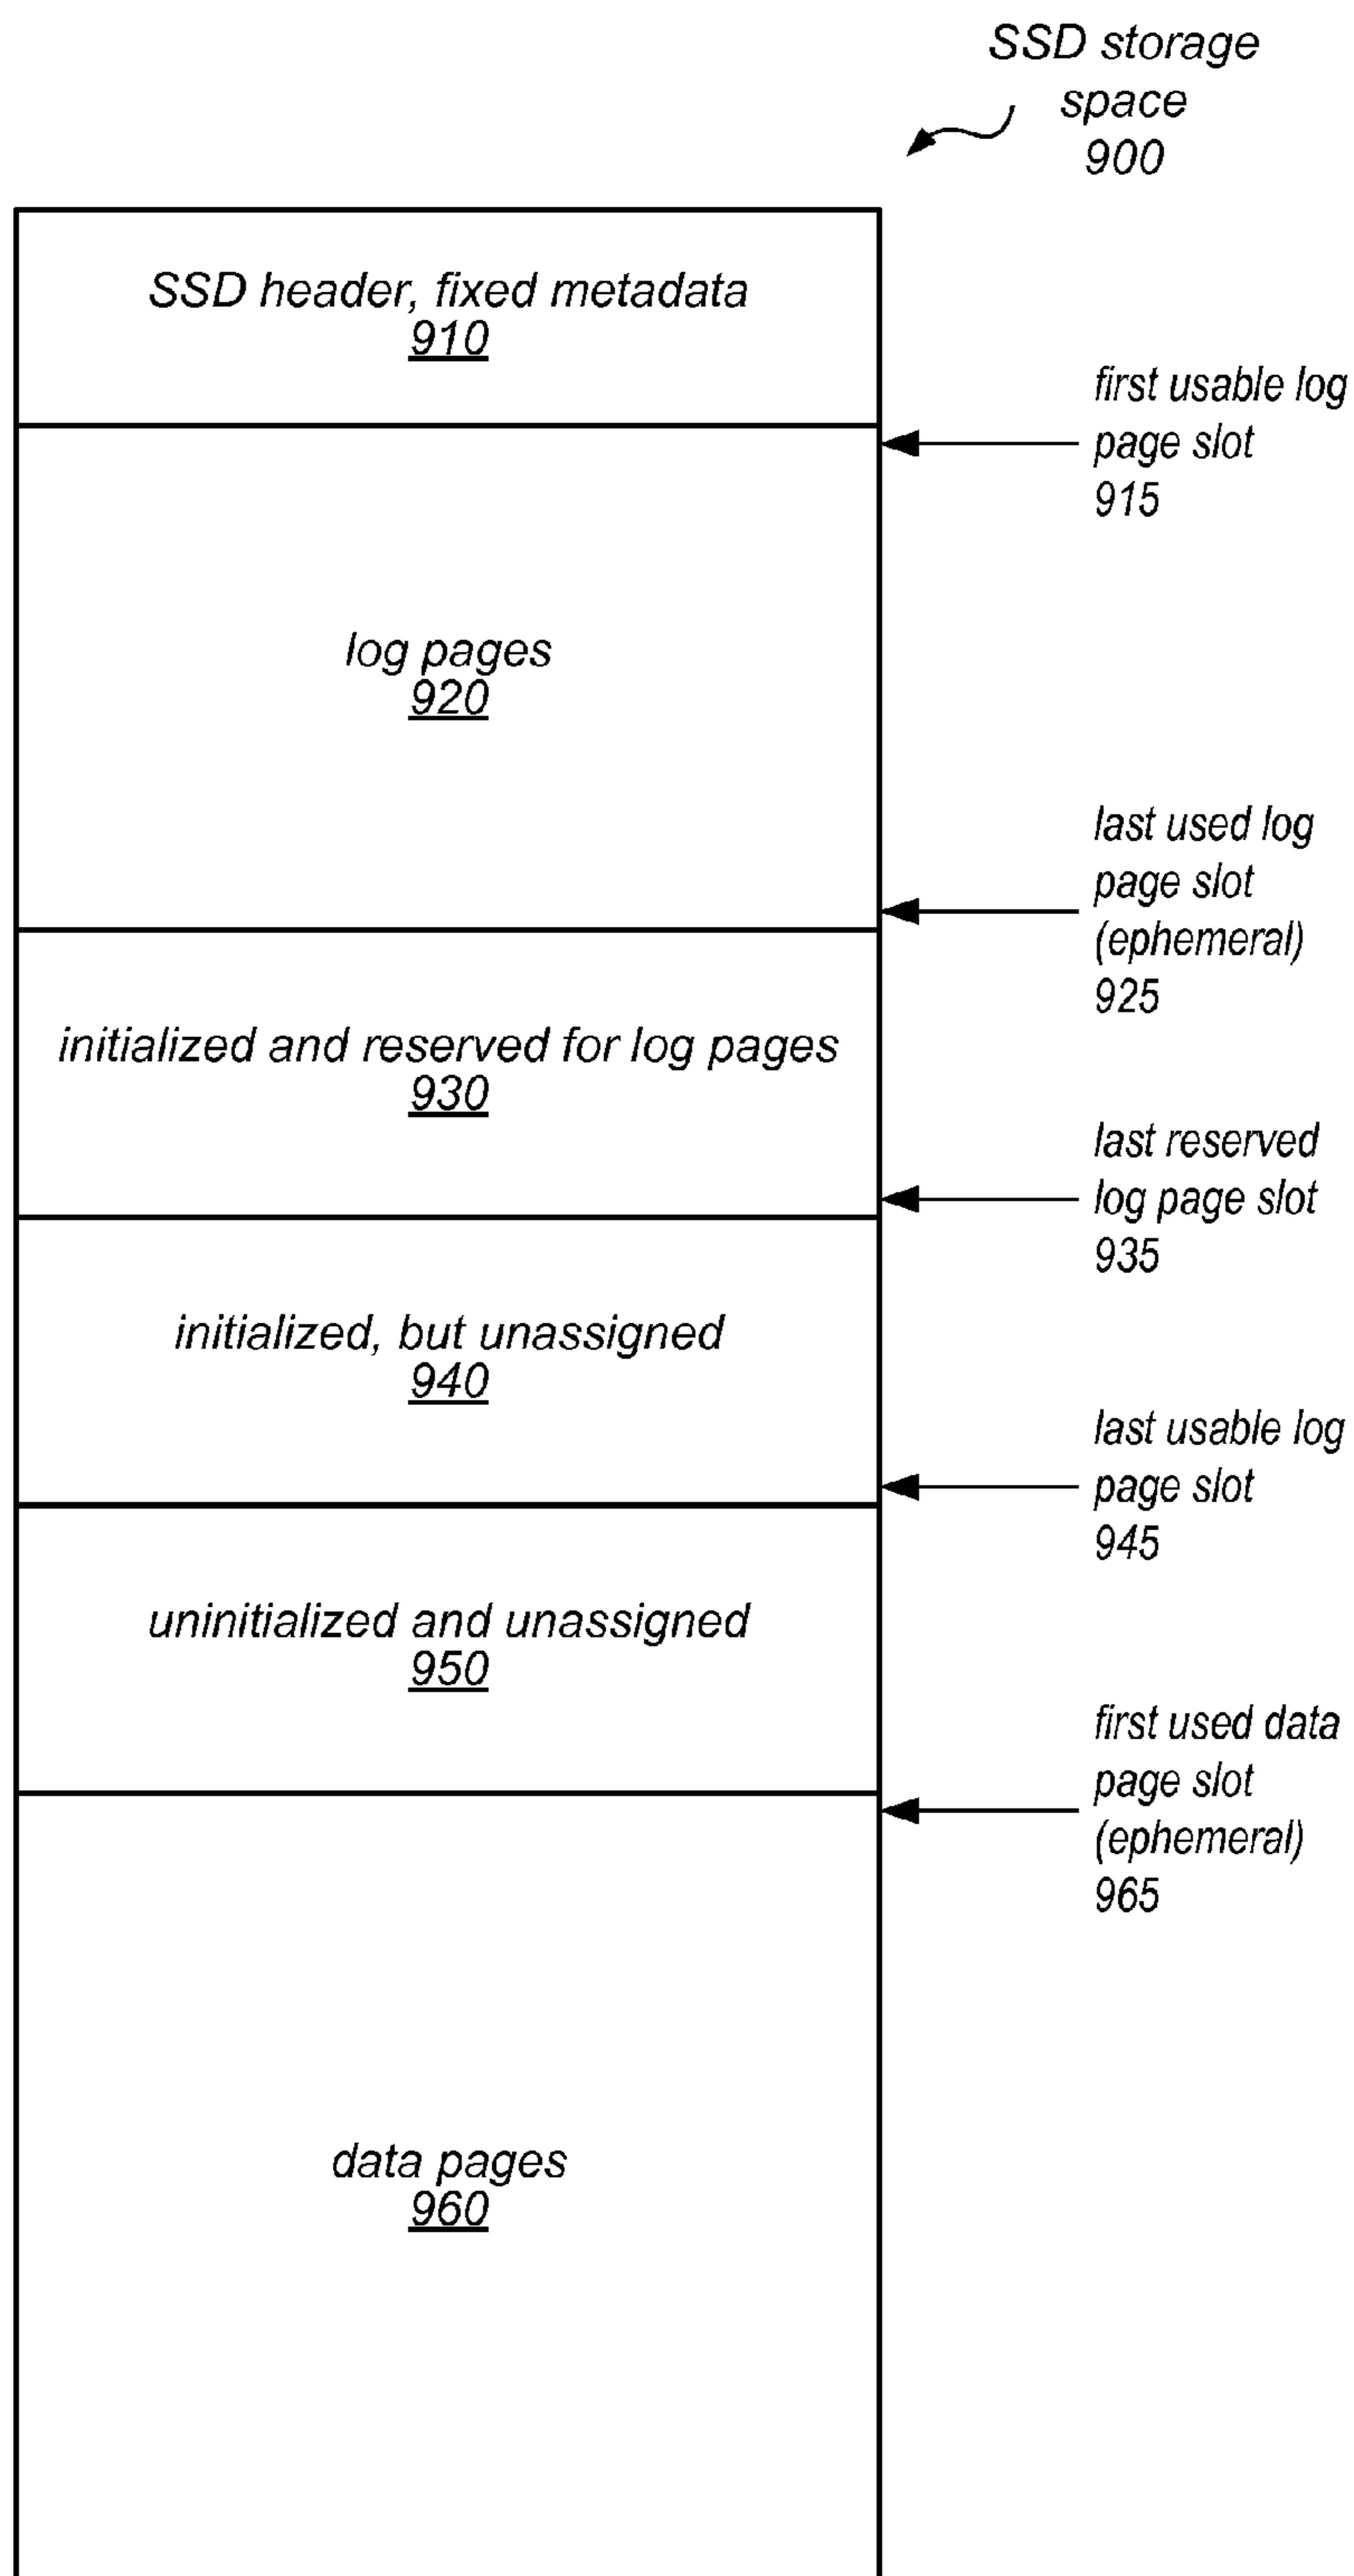 SSD storage
space
900
SSD header, fixed metadata
910
first usable log
page slot
915
log pages
920
last used log
page slot
(ephemeral)
925
initialized and reserved for log pages
930
last reserved
log page slot
935
initialized, but unassigned
940
last usable log
page slot
945
uninitialized and unassigned
950
first used data
page slot
(ephemeral)
965
data pages
960